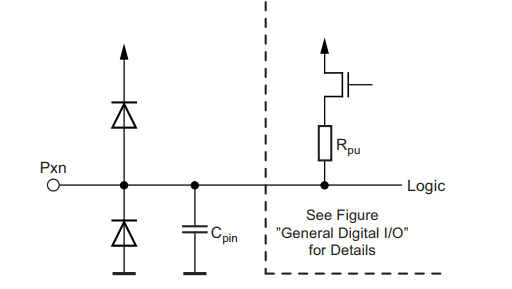 Rpu
Pxn
Logic
Cpin
See Figure
"General Digital I/O"
for Details